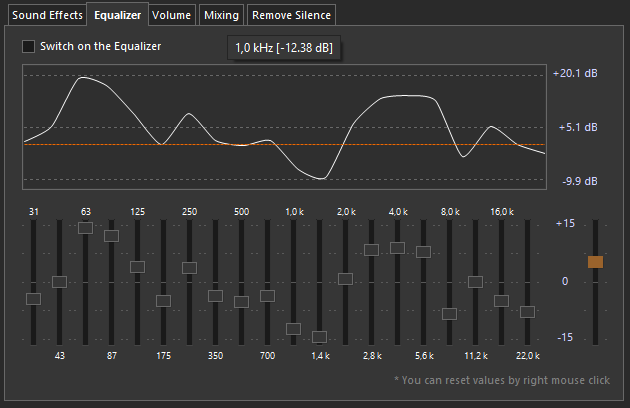 Sound Effects Equalizer Volume Mixing Remove Silence
Switch on the Equalizer
1,0 kHz [-12.38 dB]
+20.1 dB
+5.1 dB
-9.9 dB
31 63 125 250 500 1,0 k 2,0 k 4,0 k 8,0 k 16,0 k
+15
0
-15
43 87 175 350 700 1,4 k 2,8 k 5,6 k 11,2 k 22,0 k
* You can reset values by right mouse click